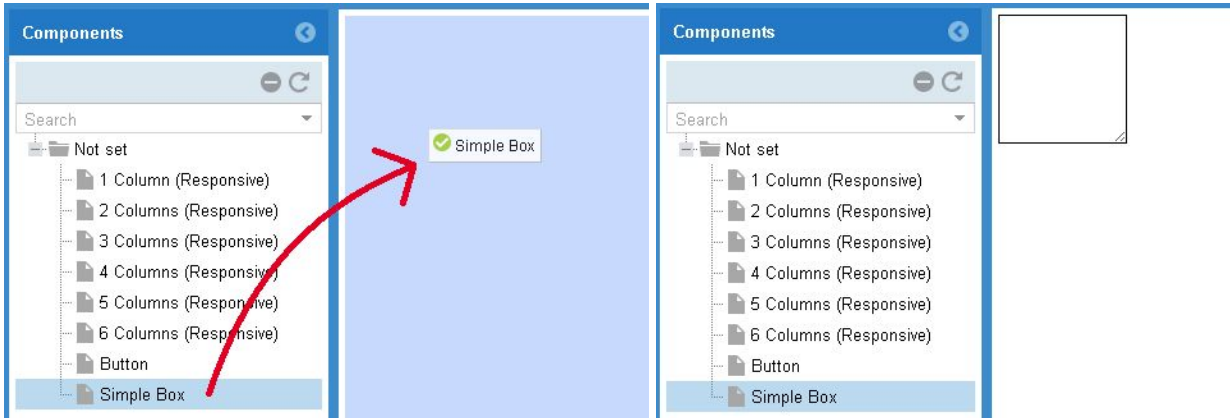 Components
Search
Not set
1 Column (Responsive)
2 Columns (Responsive)
3 Columns (Responsive)
4 Columns (Responsive)
5 Columns (Responsive)
6 Columns (Responsive)
Button
Simple Box
Simple Box
Components
Search
Not set
1 Column (Responsive)
2 Columns (Responsive)
3 Columns (Responsive)
4 Columns (Responsive)
5 Columns (Responsive)
6 Columns (Responsive)
Button
Simple Box